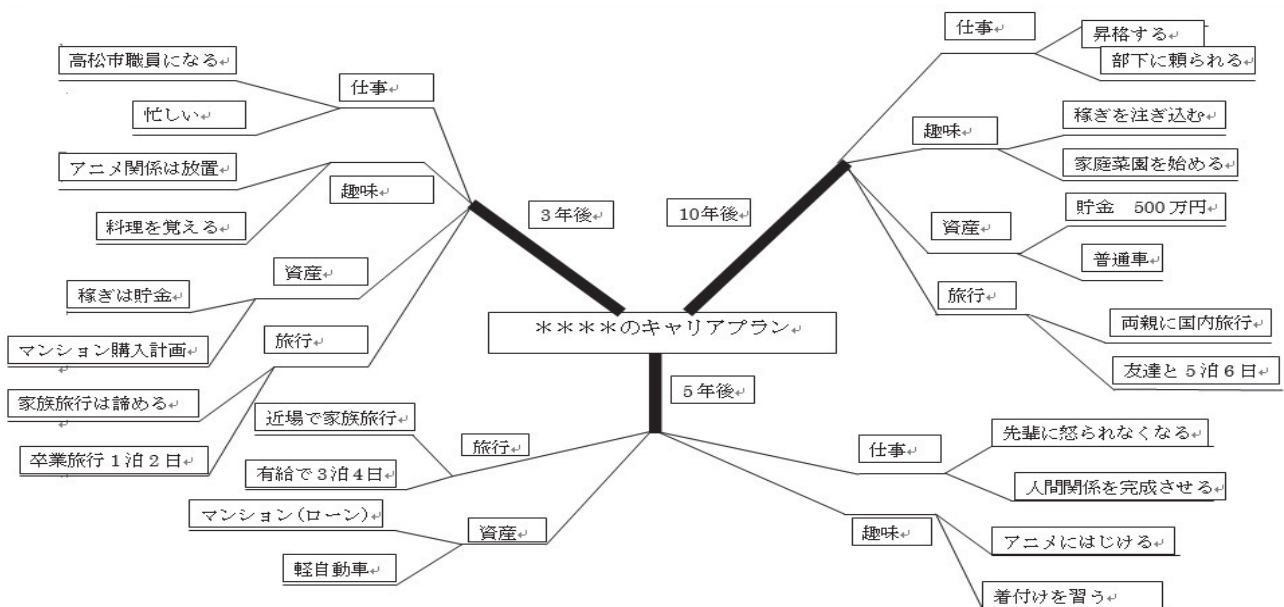 ＊＊＊＊のキャリアプラン
3年後
仕事
高松市職員になる
忙しい
趣味
アニメ関係は放置
料理を覚える
資産
稼ぎは貯金
マンション購入計画
旅行
家族旅行は諦める
卒業旅行1泊2日
5年後
旅行
近場で家族旅行
有給で3泊4日
資産
マンション(ローン)
軽自動車
仕事
先輩に怒られなくなる
人間関係を完成させる
趣味
アニメにはじける
着付けを習う
10年後
仕事
昇格する
部下に頼られる
趣味
稼ぎを注ぎ込む
家庭菜園を始める
資産
貯金　500万円
普通車
旅行
両親に国内旅行
友達と5泊6日